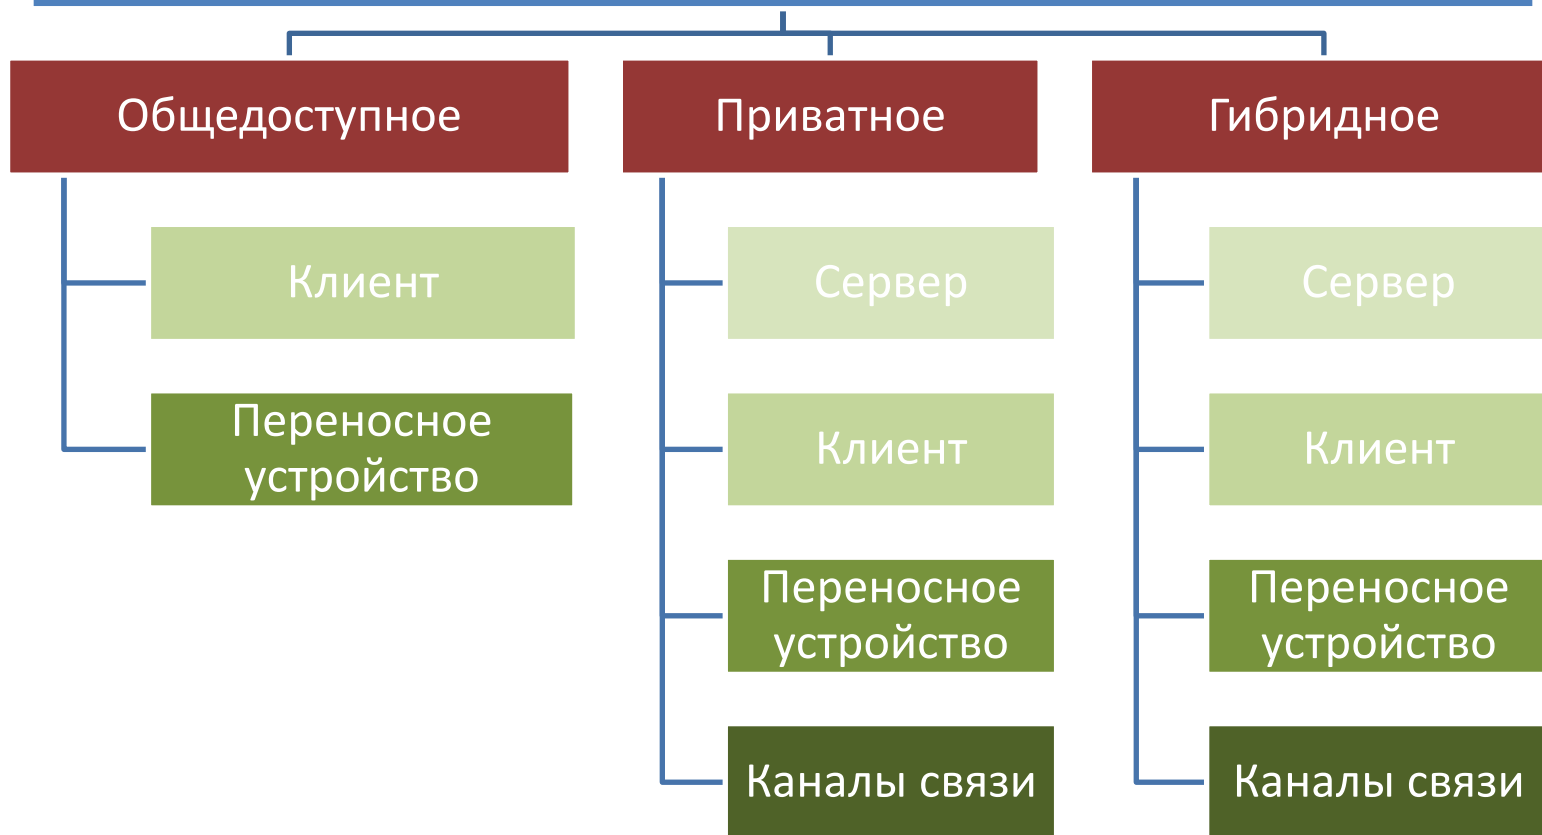 Общедоступное
Клиент
Переносное
устройство
Приватное
Сервер
Клиент
Переносное
устройство
Каналы связи
Гибридное
Сервер
Клиент
Переносное
устройство
Каналы связи